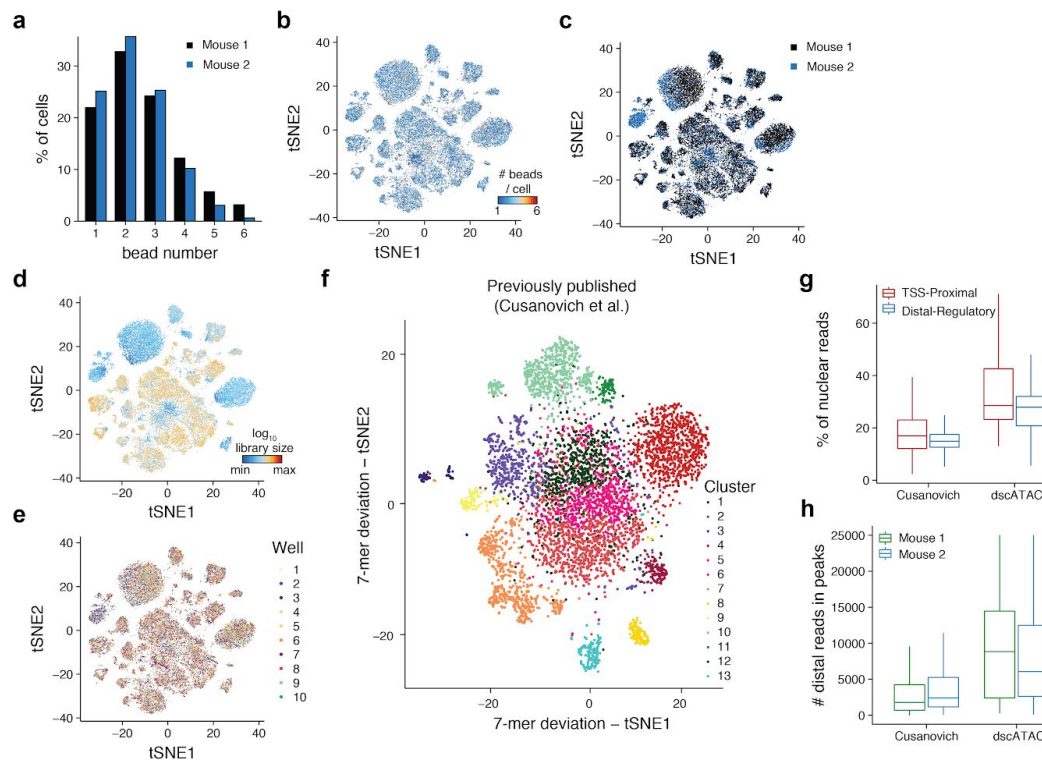 a
Mouse 1
Mouse 2
30
20
10
0
% of cells
1 2 3 4 5 6
bead number
b
40
20
0
−20
−40
tSNE2
# beads
/ cell
1 6
−20 0 20 40
tSNE1
c
Mouse 1
Mouse 2
40
20
0
−20
−40
tSNE2
−20 0 20 40
tSNE1
d
40
20
0
−20
−40
tSNE2
log10
library size
min max
−20 0 20 40
tSNE1
e
Well
1
2
3
4
5
6
7
8
9
10
40
20
0
−20
−40
tSNE2
−20 0 20 40
tSNE1
f
Previously published
(Cusanovich et al.)
20
0
−20
7-mer deviation − tSNE2
Cluster
1
2
3
4
5
6
7
8
9
10
11
12
13
−20 0 20
7-mer deviation − tSNE1
g
TSS-Proximal
Distal-Regulatory
60
40
20
0
% of nuclear reads
Cusanovich dscATAC
h
Mouse 1
Mouse 2
25000
20000
15000
10000
5000
0
# distal reads in peaks
Cusanovich dscATAC